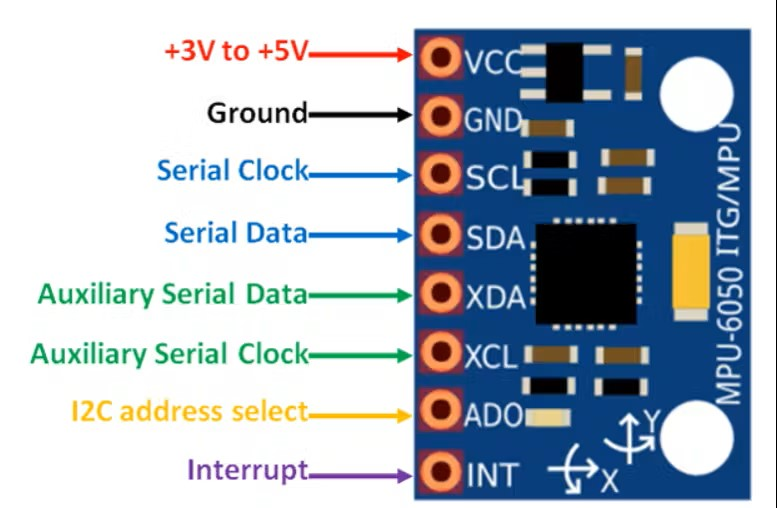 +3V to +5V
VCC
Ground
GND
Serial Clock
SCL
Serial Data
SDA
Auxiliary Serial Data
XDA
Auxiliary Serial Clock
XCL
I2C address select
ADO
Interrupt
INT
X
Y
MPU-6050 ITG/MPU